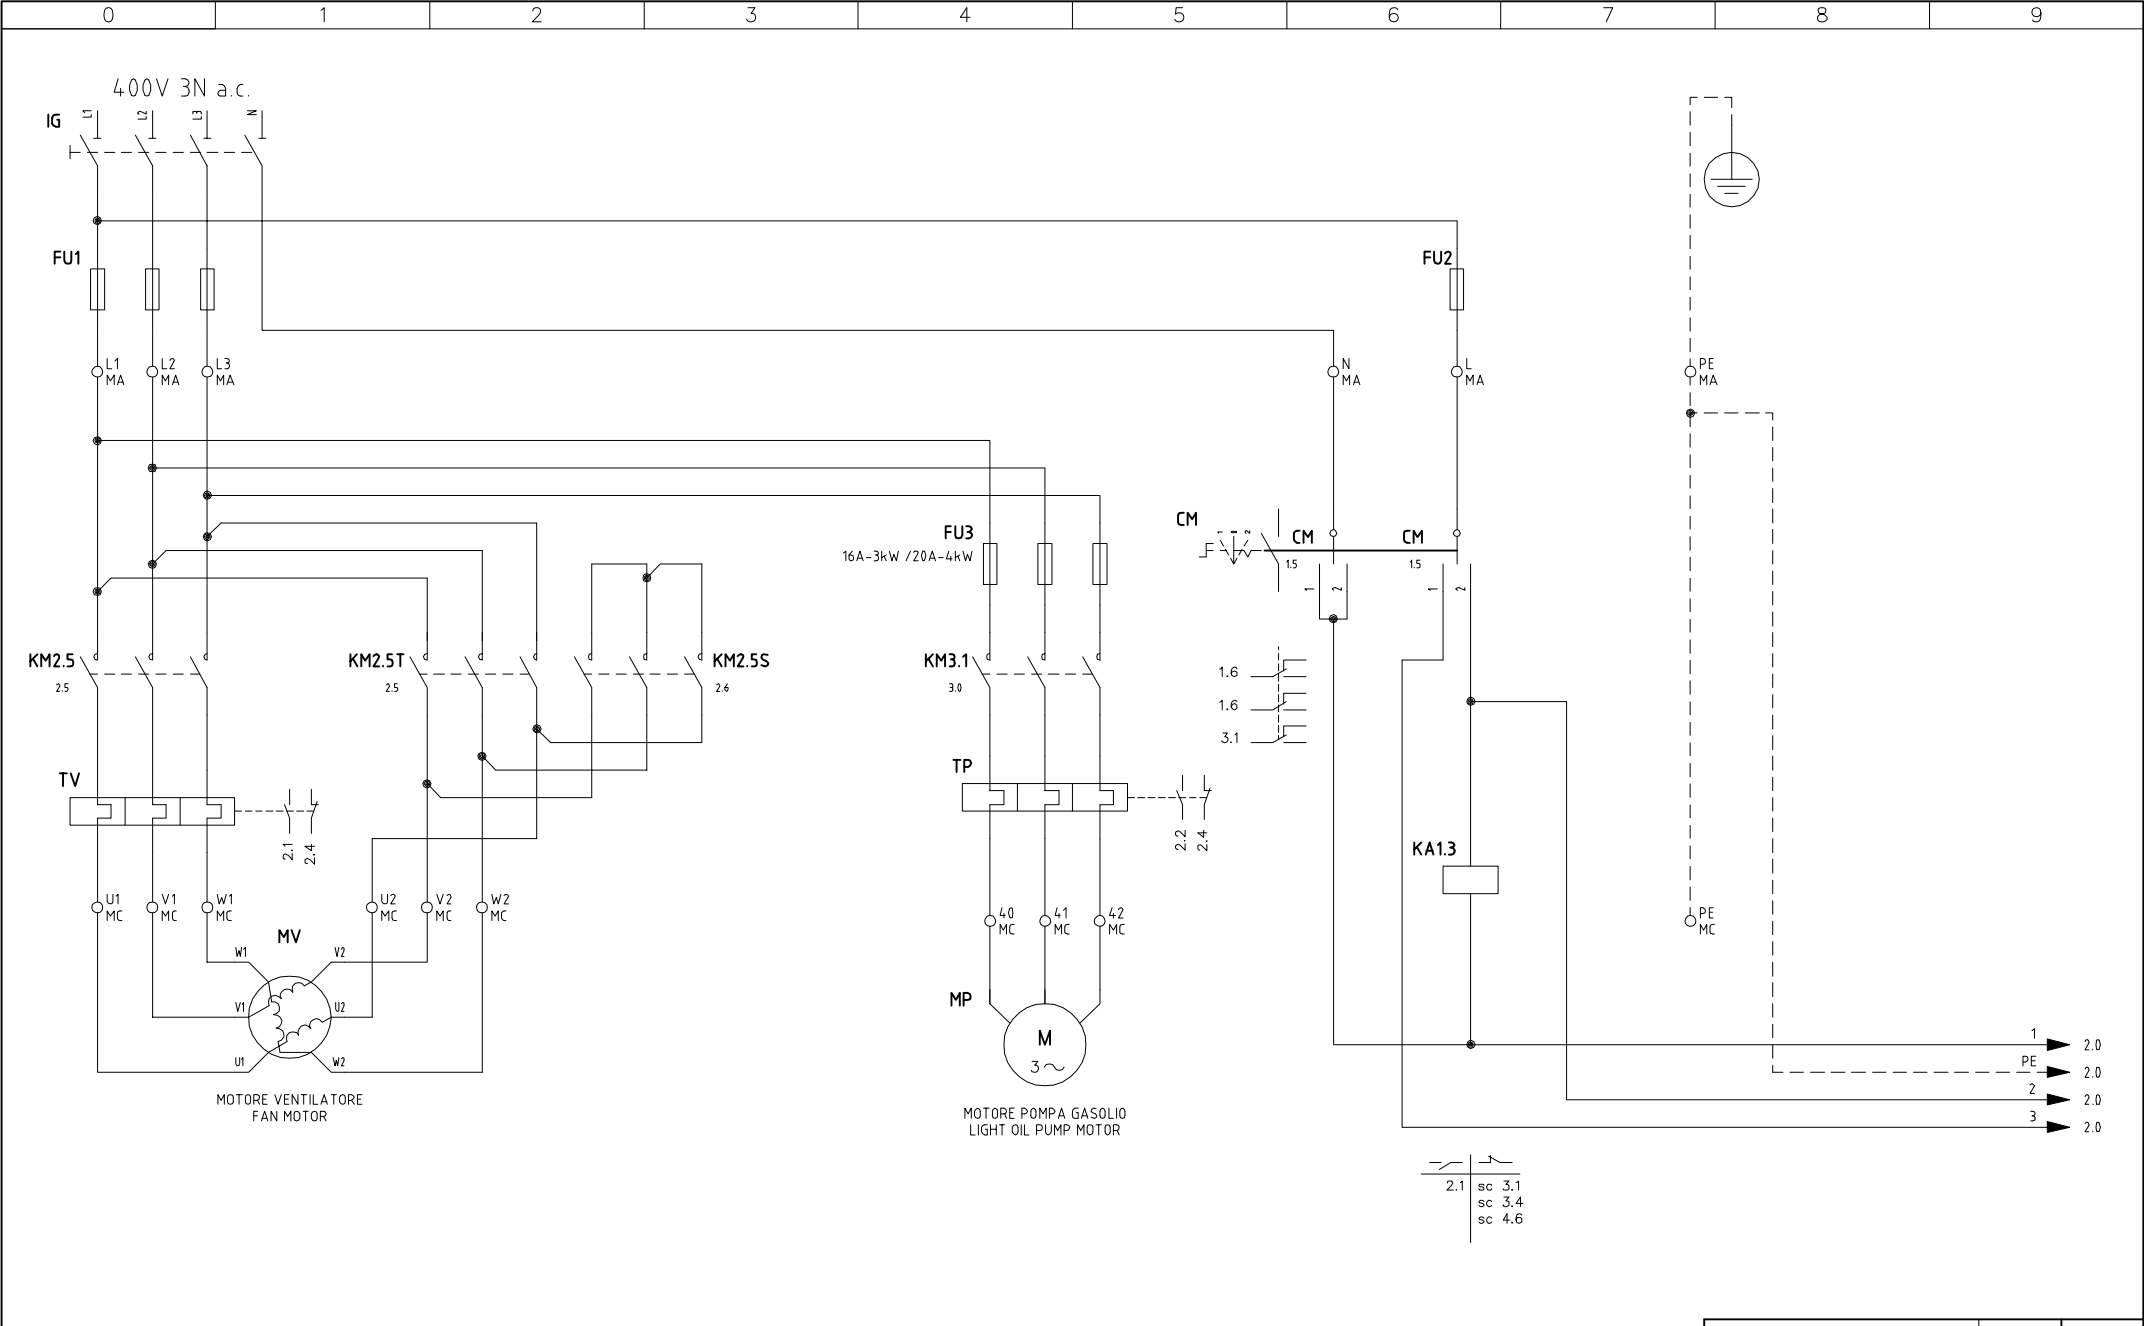 0 1 2 3 4 5 6 7 8 9
400V 3N a.c.
L1 L2 L3 N
IG
FU1
FU2
L1
MA
L2
MA
L3
MA
N
MA
L
MA
PE
MA
CM
1 2
CM
1.5
CM
1.5
1 2
1 2
FU3
16A-3kW /20A-4kW
KM2.5
2.5
KM2.5T
2.5
KM2.5S
2.6
KM3.1
3.0
1.6
1.6
3.1
TV
2.1
2.4
TP
2.2
2.4
KA1.3
U1
MC
V1
MC
W1
MC
U2
MC
V2
MC
W2
MC
40
MC
41
MC
42
MC
PE
MC
MV
W1
V2
V1
U2
U1
W2
MOTORE VENTILATORE
FAN MOTOR
MP
M
3
MOTORE POMPA GASOLIO
LIGHT OIL PUMP MOTOR
1 2.0
PE 2.0
2 2.0
3 2.0
2.1 sc 3.1
sc 3.4
sc 4.6